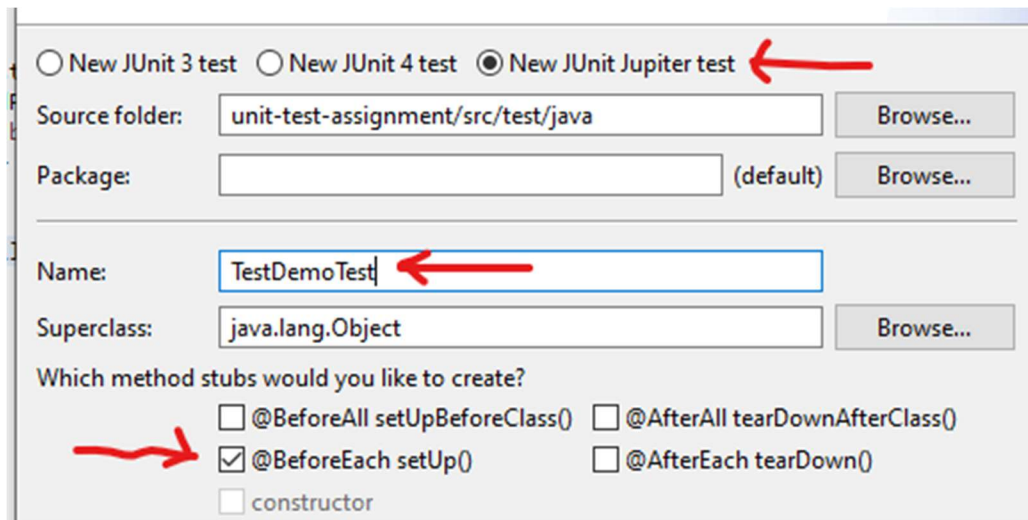 New JUnit 3 test New JUnit 4 test New JUnit Jupiter test
Source folder: unit-test-assignment/src/test/java Browse...
Package: (default) Browse...
Name: TestDemoTest
Superclass: java.lang.Object Browse...
Which method stubs would you like to create?
@BeforeAll setUpBeforeClass() @AfterAll tearDownAfterClass()
@BeforeEach setUp() @AfterEach tearDown()
constructor